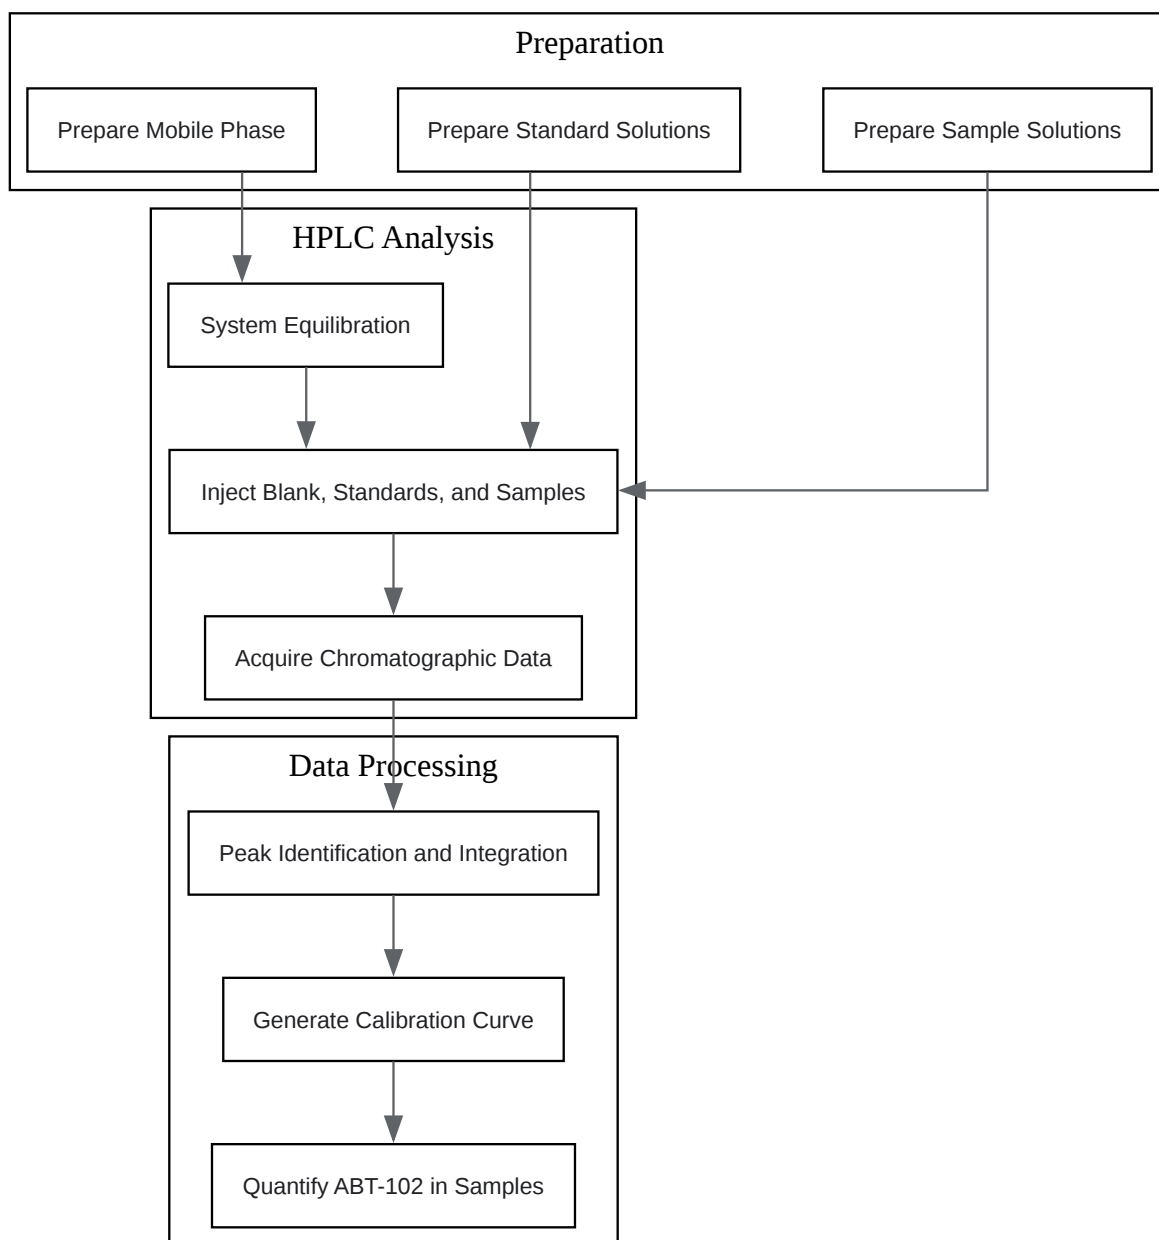 Preparation
Prepare Mobile Phase
Prepare Standard Solutions
Prepare Sample Solutions
HPLC Analysis
System Equilibration
Inject Blank, Standards, and Samples
Acquire Chromatographic Data
Data Processing
Peak Identification and Integration
Generate Calibration Curve
Quantify ABT-102 in Samples